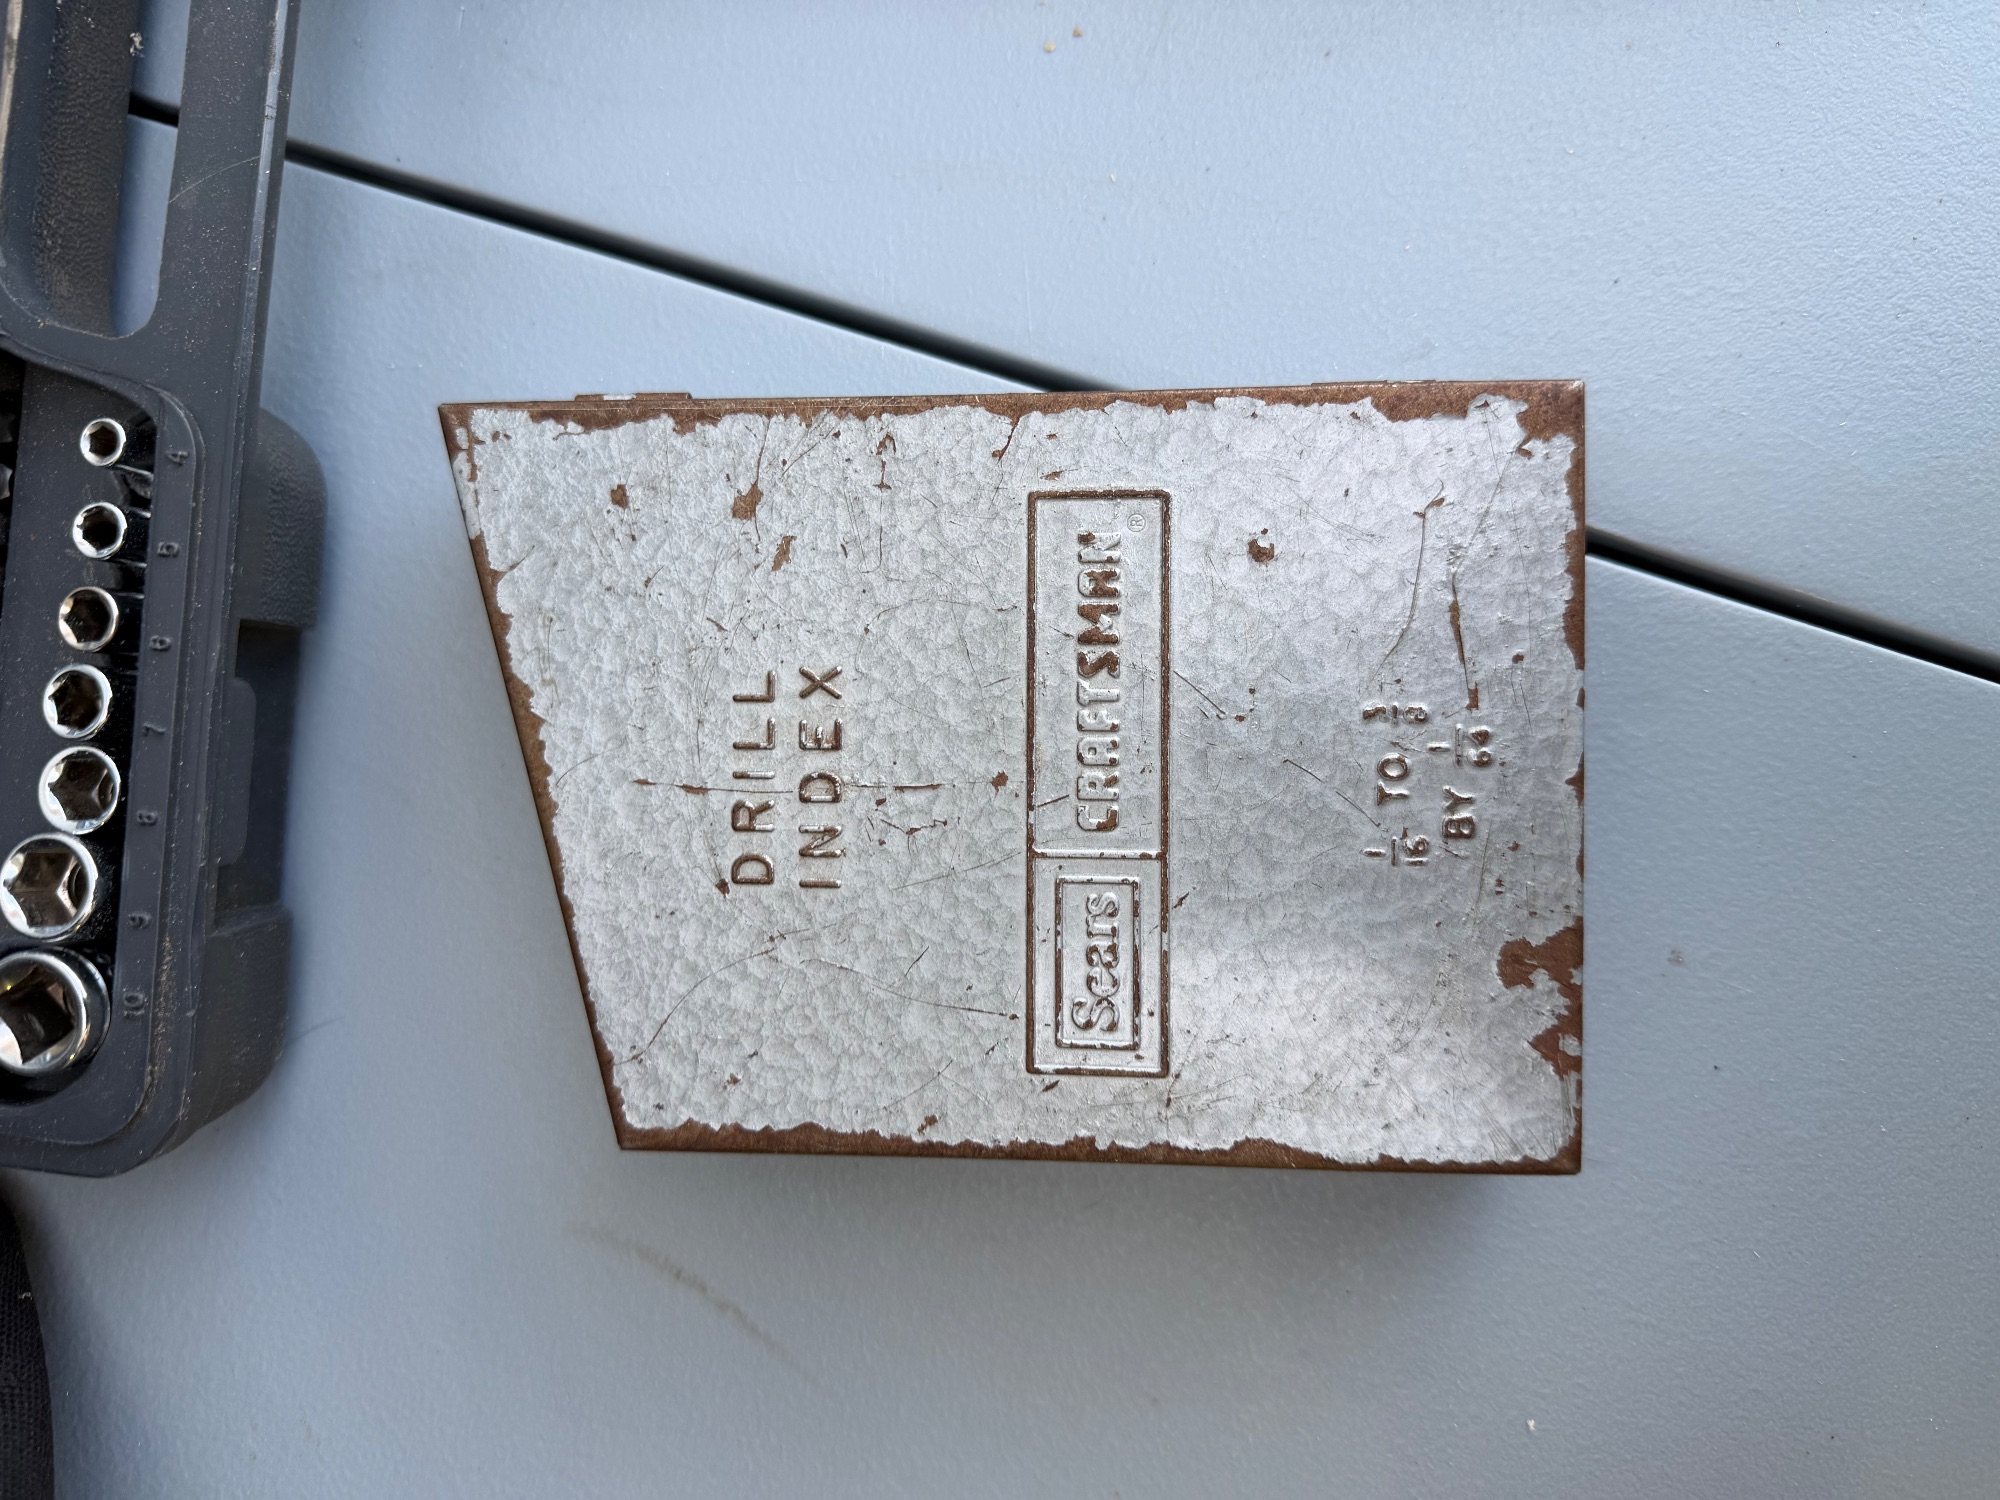 DRILL
INDEX
Sears CRAFTSMAN®
1/16 TO 3/8
BY 1/64
4
5
6
7
8
9
10